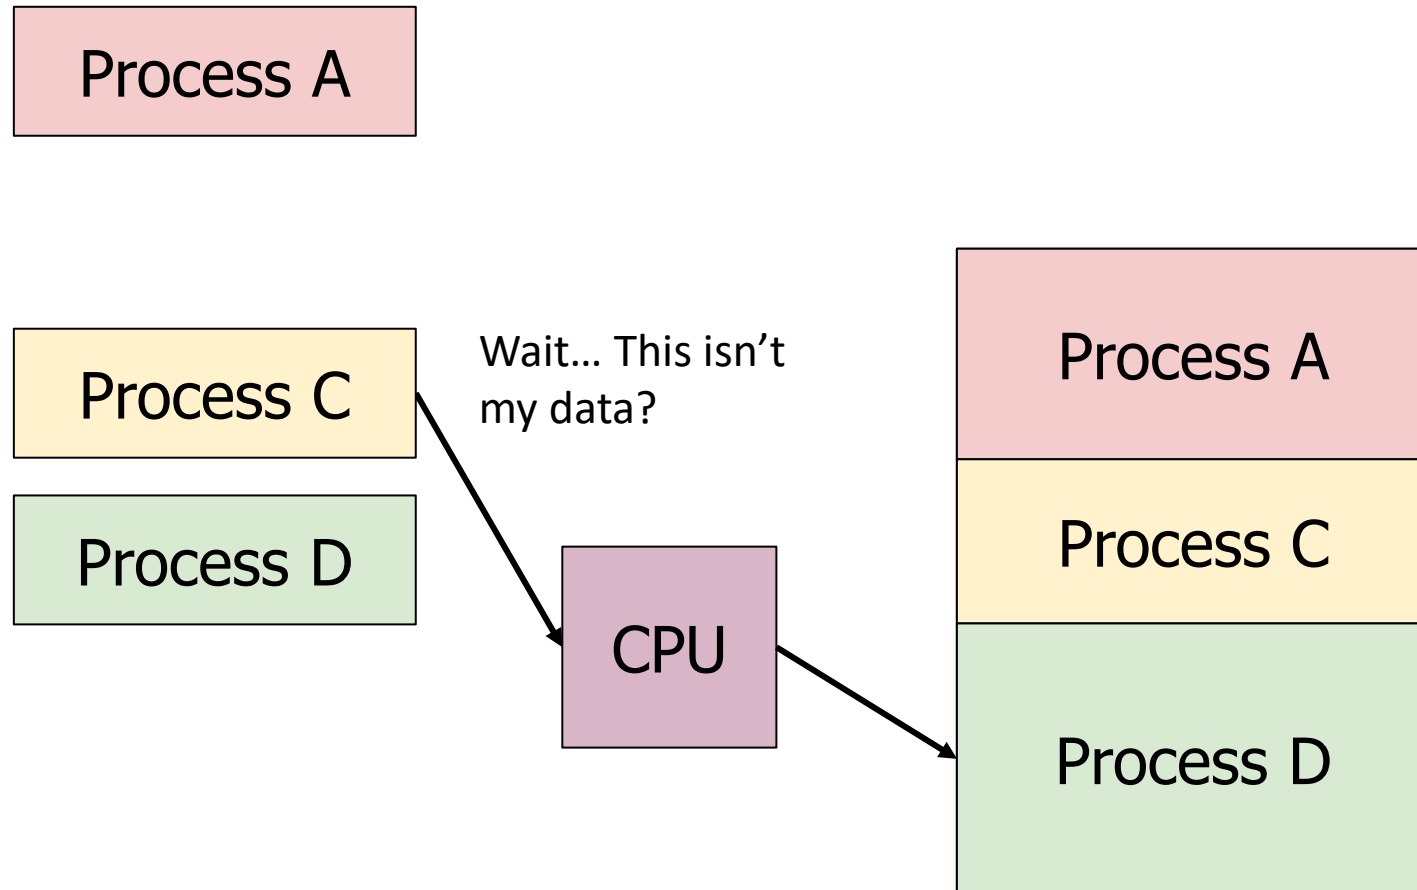 Process A
Process C
Process D
Wait... This isn’t
my data?
CPU
Process A
Process C
Process D